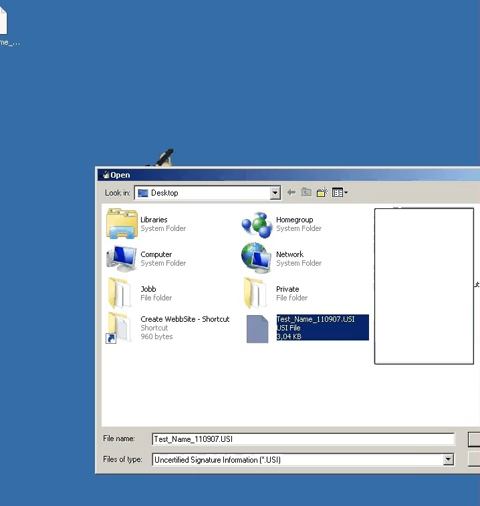 me_...
Open
Look in: Desktop
Libraries
System Folder
Homegroup
System Folder
Computer
System Folder
Network
System Folder
Jobb
File folder
Private
File folder
Create WebbSite - Shortcut
Shortcut
960 bytes
Test_Name_110907.USI
USI File
3,04 KB
File name: Test_Name_110907.USI
Files of type: Uncertified Signature Information (*.USI)